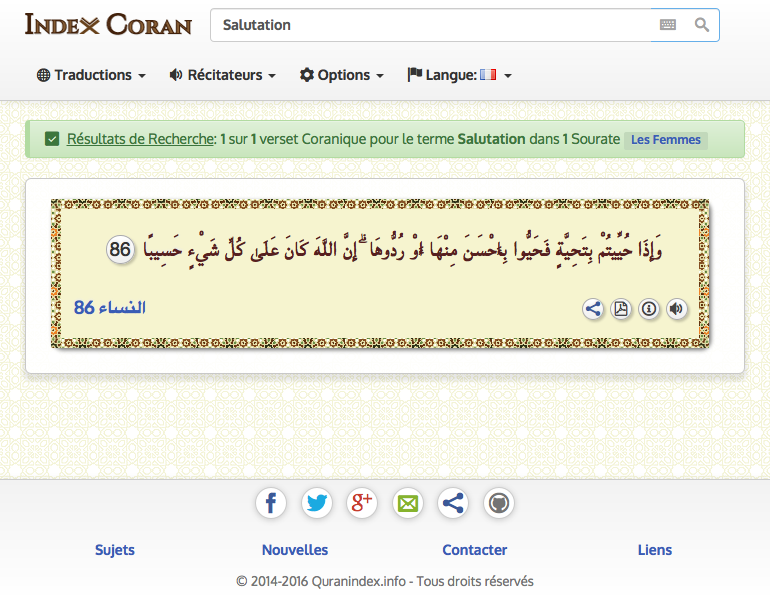 Index Coran
Salutation
Traductions Récitateurs Options Langue:
Résultats de Recherche: 1 sur 1 verset Coranique pour le terme Salutation dans 1 Sourate Les Femmes
وَإِذَا حُيِّيتُمْ بِتَحِيَّةٍ فَحَيُّوا بِأَحْسَنَ مِنْهَا أَوْ رُدُّوهَا ۗ إِنَّ اللَّهَ كَانَ عَلَىٰ كُلِّ شَيْءٍ حَسِيبًا 86
النساء 86
Sujets Nouvelles Contacter Liens
© 2014-2016 Quranindex.info - Tous droits réservés